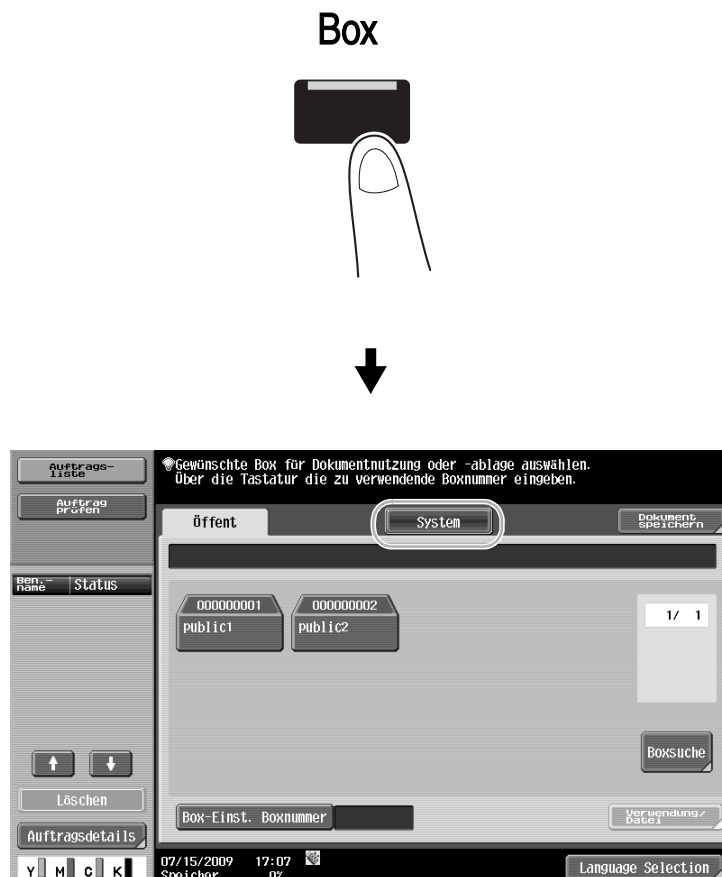 Box
Auftrags-
liste
Auftrag
prüfen
Gewünschte Box für Dokumentnutzung oder -ablage auswählen.
Über die Tastatur die zu verwendende Boxnummer eingeben.
Öffent
System
Dokument
speichern
Ben.-
name
Status
000000001
public1
000000002
public2
1/ 1
Boxsuche
Löschen
Auftragsdetails
Box-Einst. Boxnummer
Verwendung/
Datei
Y M C K
07/15/2009 17:07
Speicher 0%
Language Selection